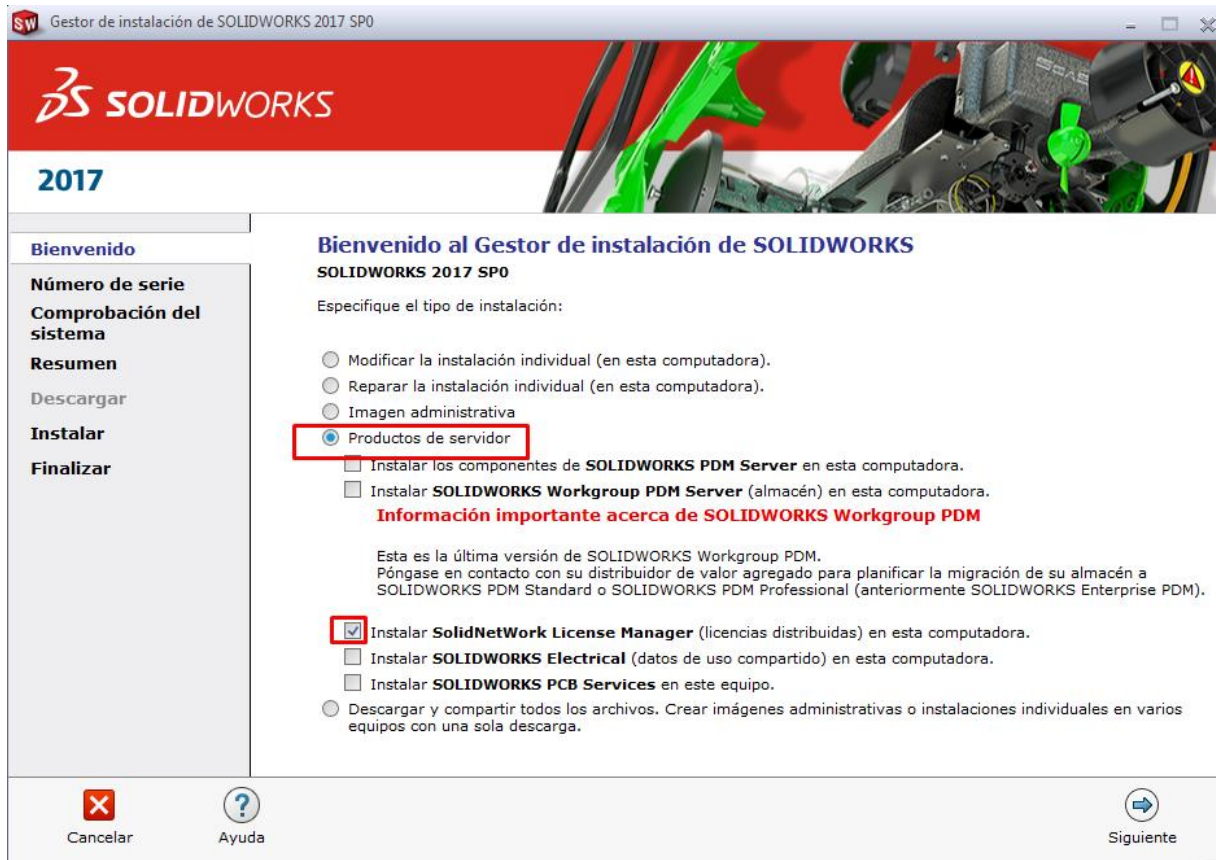 Gestor de instalación de SOLIDWORKS 2017 SP0
SOLIDWORKS
2017
Bienvenido
Número de serie
Comprobación del
sistema
Resumen
Descargar
Instalar
Finalizar
Bienvenido al Gestor de instalación de SOLIDWORKS
SOLIDWORKS 2017 SP0
Especifique el tipo de instalación:
Modificar la instalación individual (en esta computadora).
Reparar la instalación individual (en esta computadora).
Imagen administrativa
Productos de servidor
Instalar los componentes de SOLIDWORKS PDM Server en esta computadora.
Instalar SOLIDWORKS Workgroup PDM Server (almacén) en esta computadora.
Información importante acerca de SOLIDWORKS Workgroup PDM
Esta es la última versión de SOLIDWORKS Workgroup PDM.
Póngase en contacto con su distribuidor de valor agregado para planificar la migración de su almacén a
SOLIDWORKS PDM Standard o SOLIDWORKS PDM Professional (anteriormente SOLIDWORKS Enterprise PDM).
Instalar SolidNetWork License Manager (licencias distribuidas) en esta computadora.
Instalar SOLIDWORKS Electrical (datos de uso compartido) en esta computadora.
Instalar SOLIDWORKS PCB Services en este equipo.
Descargar y compartir todos los archivos. Crear imágenes administrativas o instalaciones individuales en varios
equipos con una sola descarga.
Cancelar
Ayuda
Siguiente